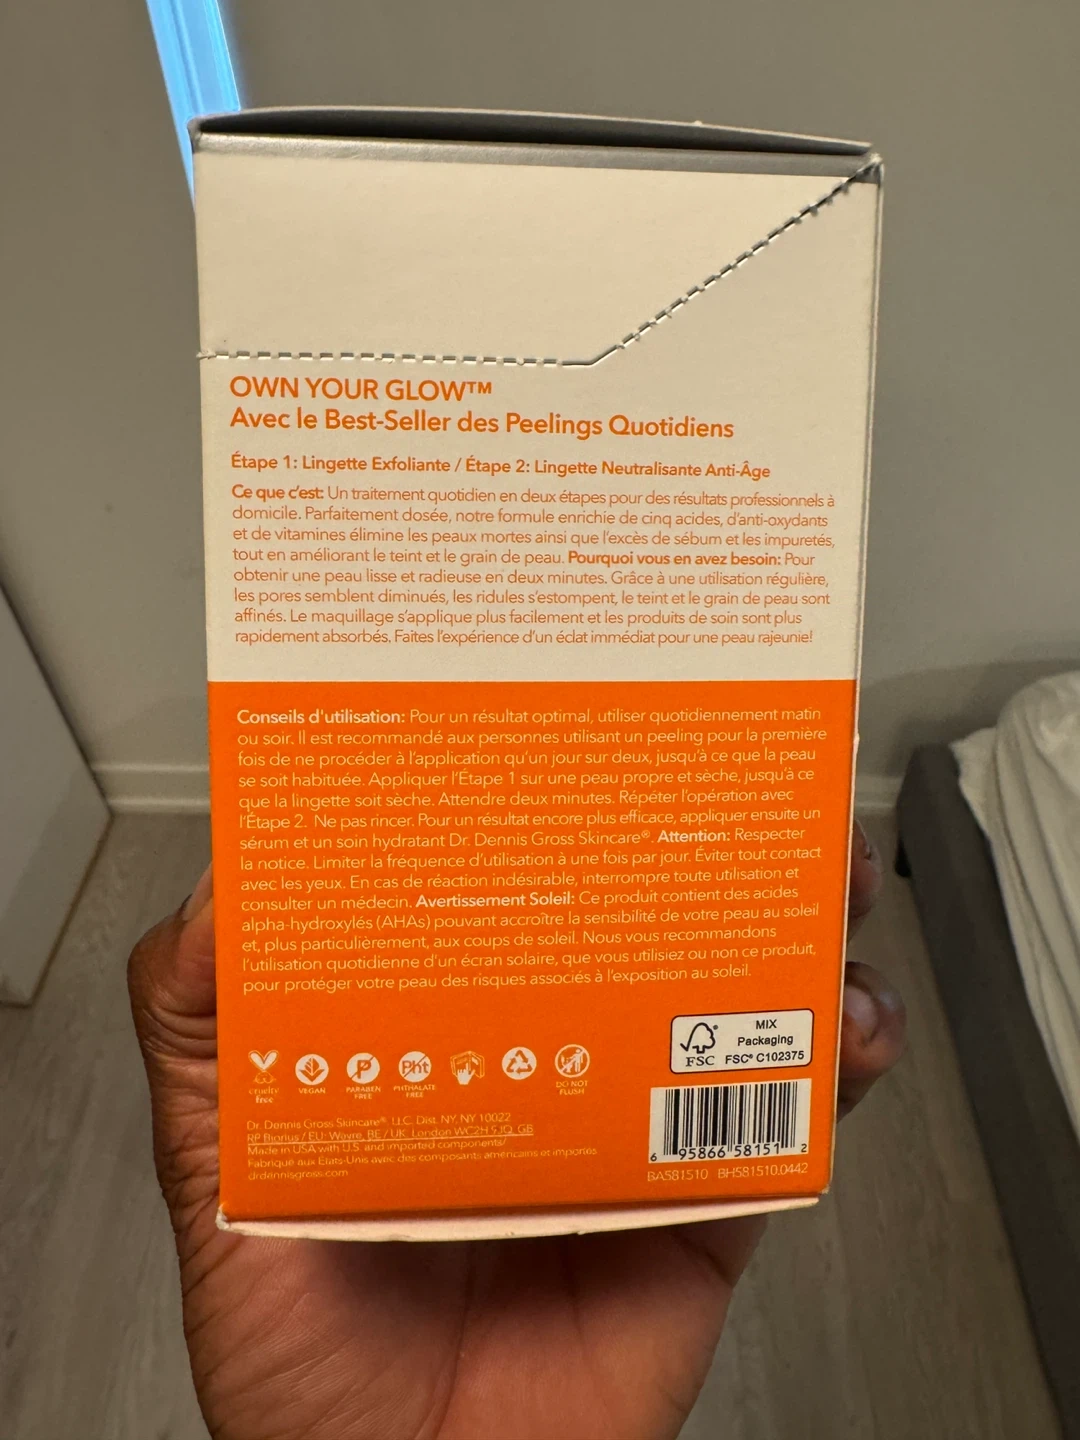 OWN YOUR GLOW™
Avec le Best-Seller des Peelings Quotidiens
Étape 1: Lingette Exfoliante / Étape 2: Lingette Neutralisante Anti-Âge
Ce que c'est: Un traitement quotidien en deux étapes pour des résultats professionnels à
domicile. Parfaitement dosée, notre formule enrichie de cinq acides, d'anti-oxydants
et de vitamines élimine les peaux mortes ainsi que l'excès de sébum et les impuretés,
tout en améliorant le teint et le grain de peau. Pourquoi vous en avez besoin: Pour
obtenir une peau lisse et radieuse en deux minutes. Grâce à une utilisation régulière,
les pores semblent diminués, les ridules s'estompent, le teint et le grain de peau sont
affinés. Le maquillage s'applique plus facilement et les produits de soin sont plus
rapidement absorbés. Faites l'expérience d'un éclat immédiat pour une peau rajeunie!
Conseils d'utilisation: Pour un résultat optimal, utiliser quotidiennement matin
ou soir. Il est recommandé aux personnes utilisant un peeling pour la première
fois de ne procéder à l'application qu'un jour sur deux, jusqu'à ce que la peau
se soit habituée. Appliquer l'Étape 1 sur une peau propre et sèche, jusqu'à ce
que la lingette soit sèche. Attendre deux minutes. Répéter l'opération avec
l'Étape 2. Ne pas rincer. Pour un résultat encore plus efficace, appliquer ensuite un
sérum et un soin hydratant Dr. Dennis Gross Skincare®. Attention: Respecter
la notice. Limiter la fréquence d'utilisation à une fois par jour. Éviter tout contact
avec les yeux. En cas de réaction indésirable, interrompre toute utilisation et
consulter un médecin. Avertissement Soleil: Ce produit contient des acides
alpha-hydroxylés (AHAs) pouvant accroître la sensibilité de votre peau au soleil
et, plus particulièrement, aux coups de soleil. Nous vous recommandons
l'utilisation quotidienne d'un écran solaire, que vous utilisiez ou non ce produit,
pour protéger votre peau des risques associés à l'exposition au soleil.
MIX
Packaging
FSC FSC® C102375
cruelty
free
VEGAN
PARABEN
FREE
Pht
PHTHALATE
FREE
DO NOT
FLUSH
Dr. Dennis Gross Skincare®, LLC. Dist. NY, NY 10022
RP Biorius / EU: Wavre, BE / UK: London WC2H 9JQ, GB
Made in USA with U.S. and imported components/
Fabriqué aux États-Unis avec des composants américains et importés
drdennisgross.com
6 95866 58151 2
BA581510 BH581510.0442